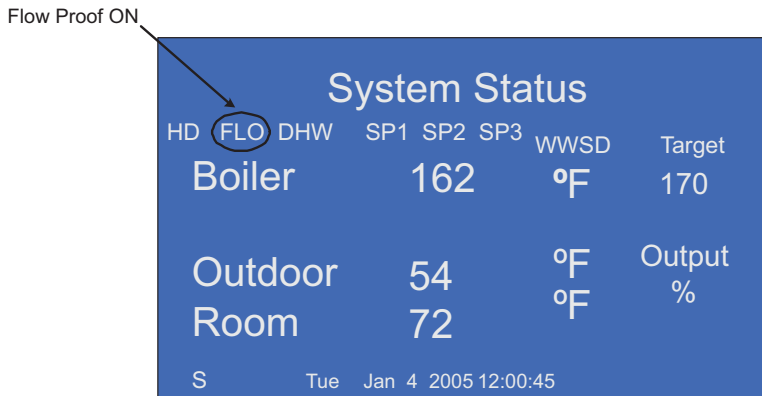 Flow Proof ON
System Status
HD FLO DHW SP1 SP2 SP3 WWSD Target
Boiler 162 ºF 170
Outdoor 54 ºF Output
%
Room 72 ºF
S Tue Jan 4 2005 12:00:45